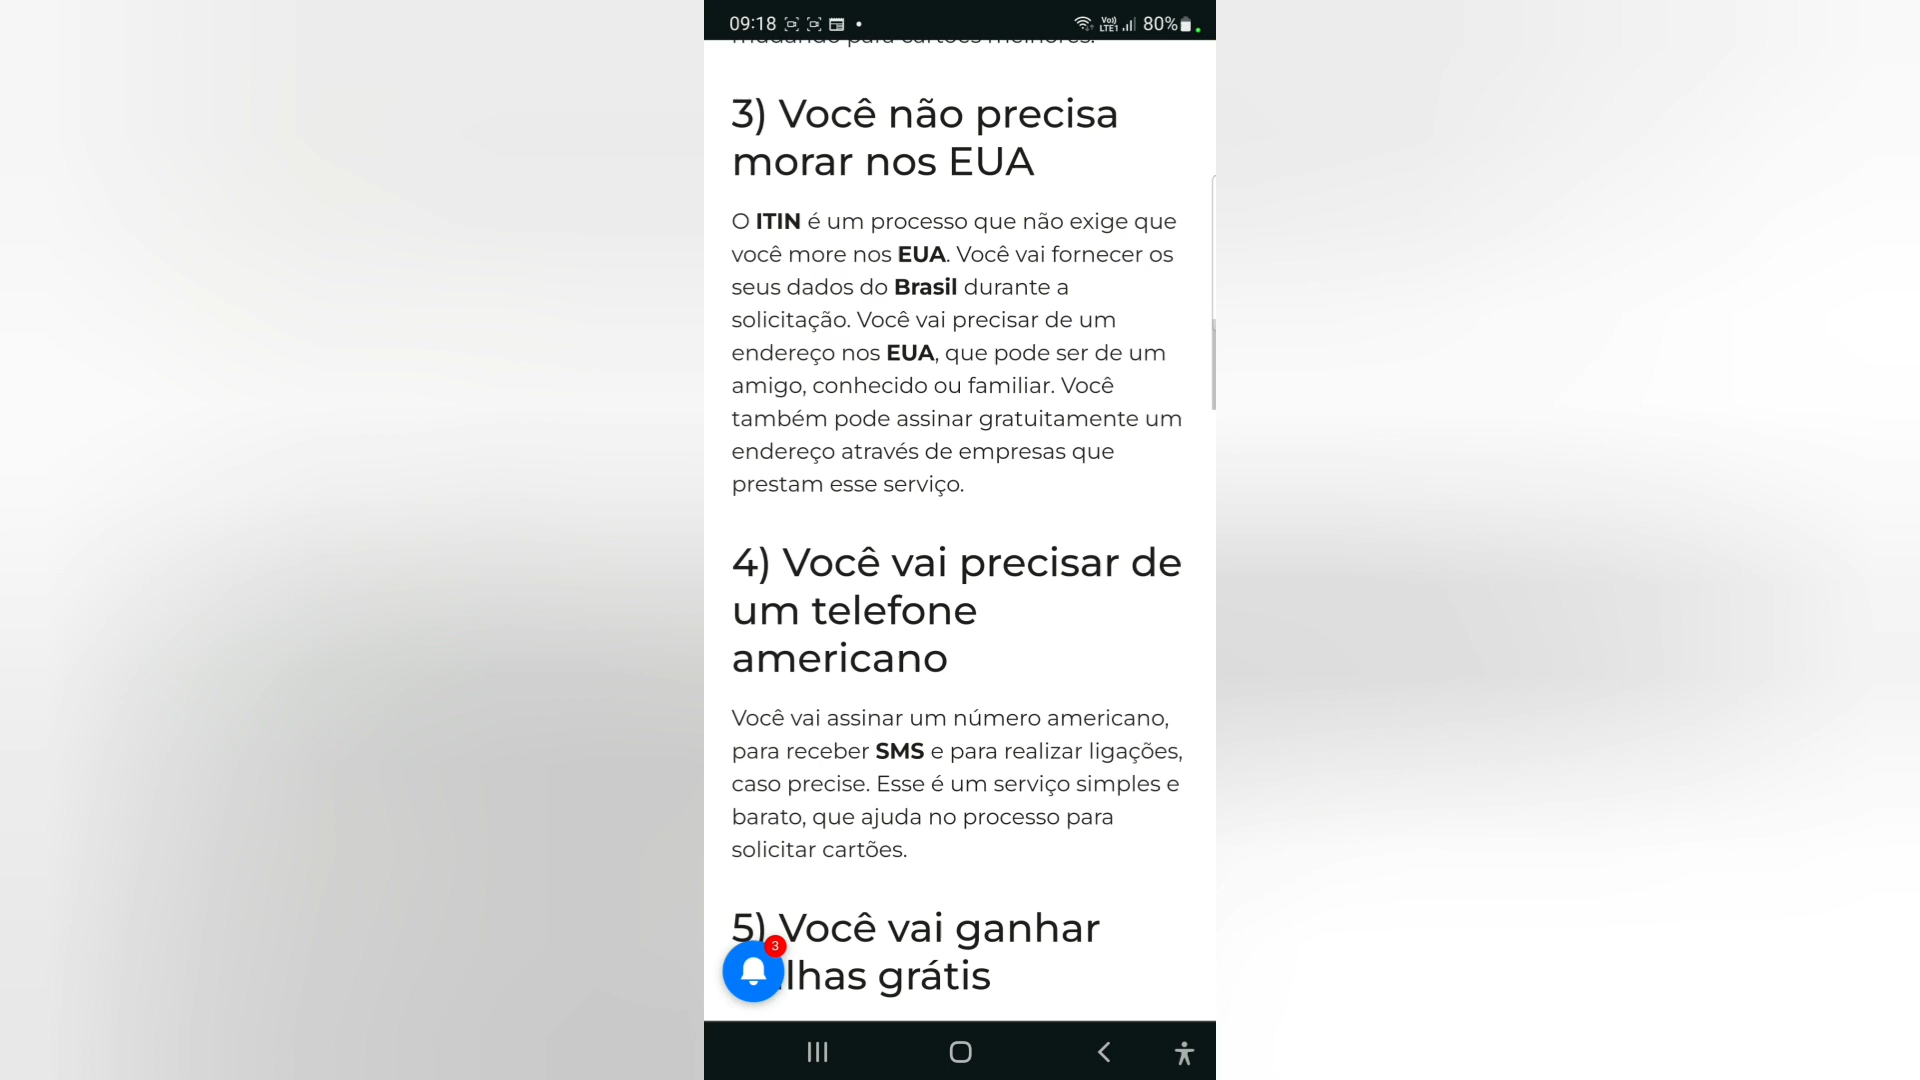 09:18
VoLTE1 80%
mudando para cartões melhores.
3) Você não precisa
morar nos EUA
O ITIN é um processo que não exige que
você more nos EUA. Você vai fornecer os
seus dados do Brasil durante a
solicitação. Você vai precisar de um
endereço nos EUA, que pode ser de um
amigo, conhecido ou familiar. Você
também pode assinar gratuitamente um
endereço através de empresas que
prestam esse serviço.
4) Você vai precisar de
um telefone
americano
Você vai assinar um número americano,
para receber SMS e para realizar ligações,
caso precise. Esse é um serviço simples e
barato, que ajuda no processo para
solicitar cartões.
5) Você vai ganhar
lhas grátis
3